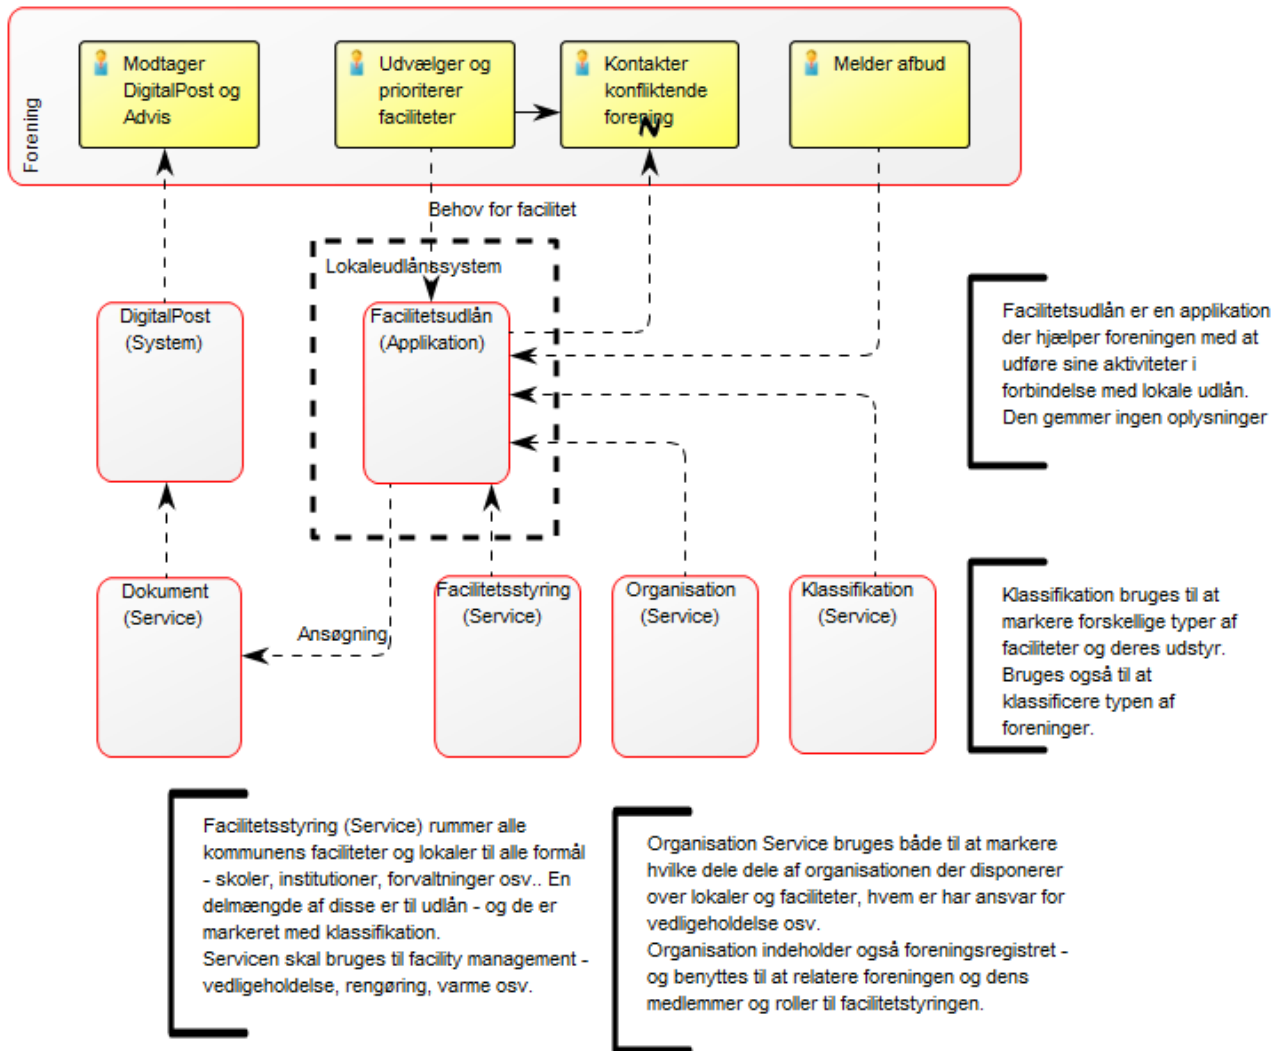 Forening
Modtager
DigitalPost og
Advis
Udvælger og
prioriterer
faciliteter
Kontakter
konfliktende
forening
Melder afbud
Behov for facilitet
Lokaleudlånssystem
DigitalPost
(System)
Facilitetsudlån
(Applikation)
Facilitetsudlån er en applikation
der hjælper foreningen med at
udføre sine aktiviteter i
forbindelse med lokale udlån.
Den gemmer ingen oplysninger
Dokument
(Service)
Ansøgning
Facilitetsstyring
(Service)
Organisation
(Service)
Klassifikation
(Service)
Klassifikation bruges til at
markere forskellige typer af
faciliteter og deres udstyr.
Bruges også til at
klassificere typen af
foreninger.
Facilitetsstyring (Service) rummer alle
kommunens faciliteter og lokaler til alle formål
- skoler, institutioner, forvaltninger osv.. En
delmængde af disse er til udlån - og de er
markeret med klassifikation.
Servicen skal bruges til facility management -
vedligeholdelse, rengøring, varme osv.
Organisation Service bruges både til at markere
hvilke dele dele af organisationen der disponerer
over lokaler og faciliteter, hvem er har ansvar for
vedligeholdelse osv.
Organisation indeholder også foreningsregistret -
og benyttes til at relatere foreningen og dens
medlemmer og roller til facilitetstyringen.